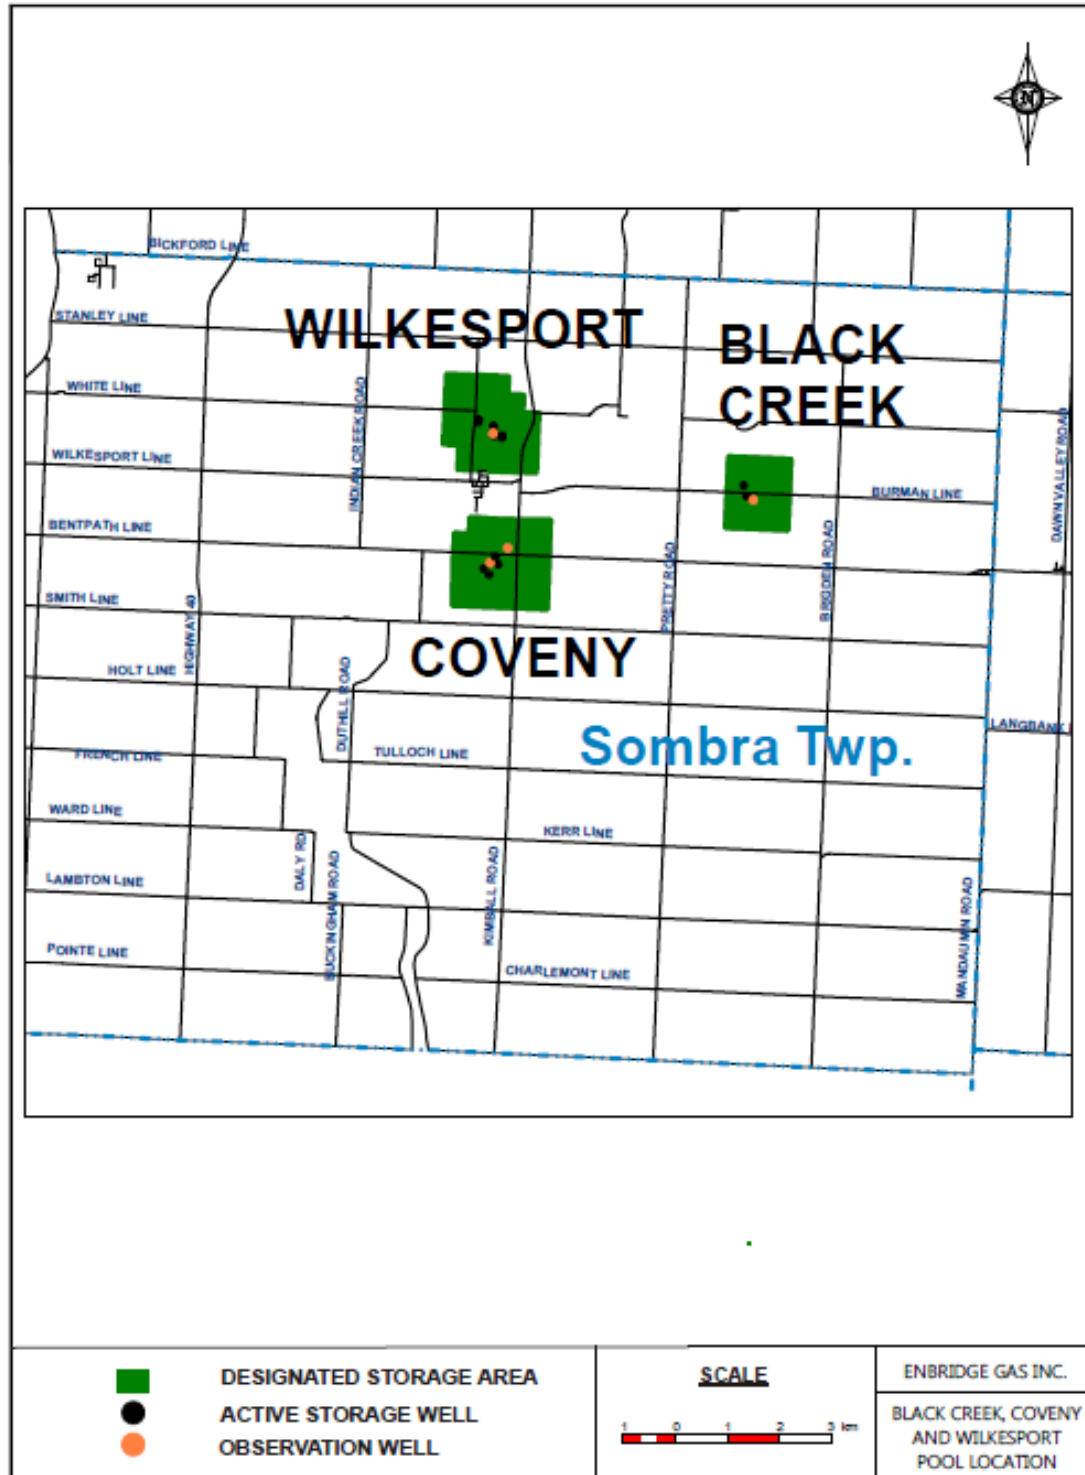 N
BICKFORD LINE
STANLEY LINE
WILKESPORT
BLACK
CREEK
WHITE LINE
INDIAN CREEK ROAD
DAWN VALLEY ROAD
WILKESPORT LINE
BURMAN LINE
BENTPATH LINE
PRETTY ROAD
BRIGDEN ROAD
SMITH LINE
HIGHWAY 40
COVENY
HOLT LINE
DUTHILL ROAD
LANGBANK
Sombra Twp.
FRENCH LINE
TULLOCH LINE
WARD LINE
KERR LINE
DALY RD
BUCKINGHAM ROAD
KIMBALL ROAD
LAMBTON LINE
MANDAUMIN ROAD
POINTE LINE
CHARLEMONT LINE
DESIGNATED STORAGE AREA
ACTIVE STORAGE WELL
OBSERVATION WELL
SCALE
1 0 1 2 3 km
ENBRIDGE GAS INC.
BLACK CREEK, COVENY
AND WILKESPORT
POOL LOCATION